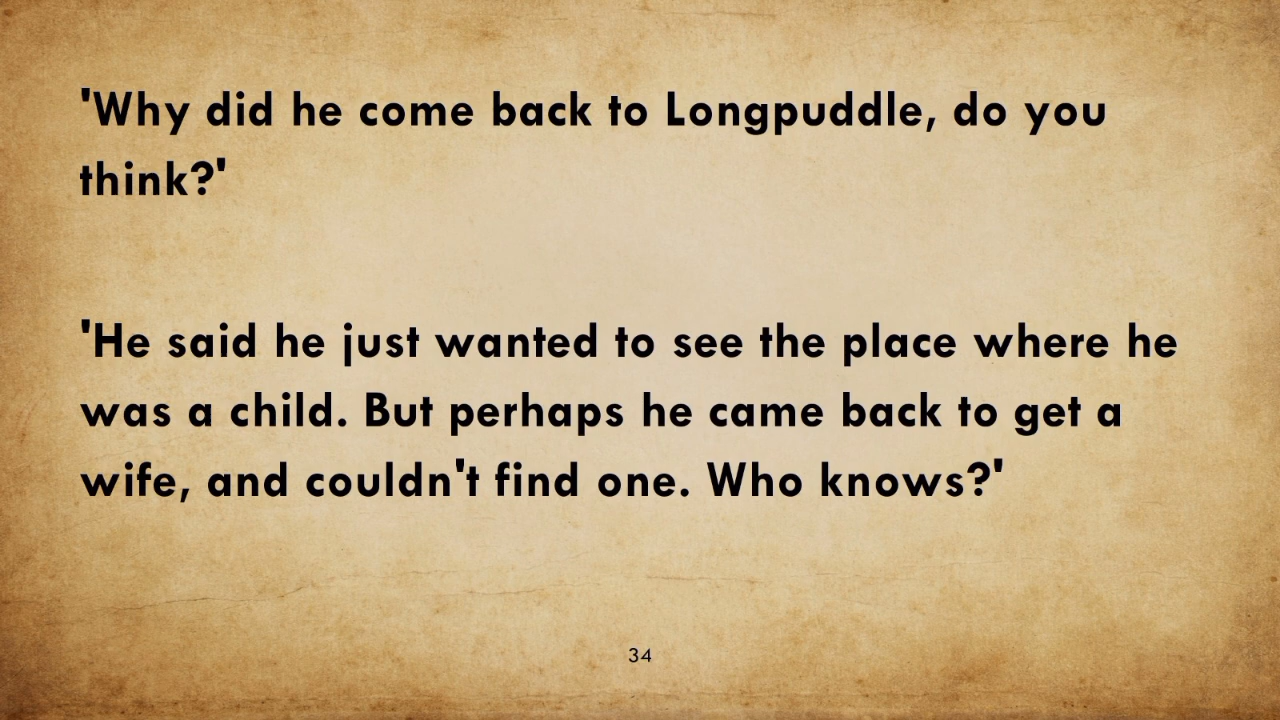 'Why did he come back to Longpuddle, do you
think?'
'He said he just wanted to see the place where he
was a child. But perhaps he came back to get a
wife, and couldn't find one. Who knows?'
34